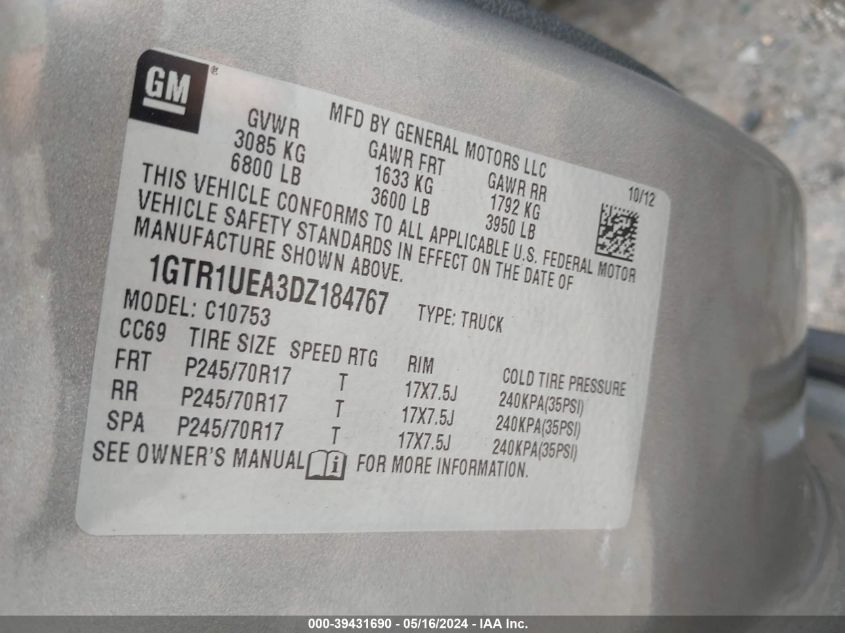 GM®
MFD BY GENERAL MOTORS LLC
10/12
GVWR GAWR FRT GAWR RR
3085 KG 1633 KG 1792 KG
6800 LB 3600 LB 3950 LB
THIS VEHICLE CONFORMS TO ALL APPLICABLE U.S. FEDERAL MOTOR
VEHICLE SAFETY STANDARDS IN EFFECT ON THE DATE OF
MANUFACTURE SHOWN ABOVE.
1GTR1UEA3DZ184767 TYPE: TRUCK
MODEL: C10753
CC69 TIRE SIZE SPEED RTG RIM COLD TIRE PRESSURE
FRT P245/70R17 T 17X7.5J 240KPA(35PSI)
RR P245/70R17 T 17X7.5J 240KPA(35PSI)
SPA P245/70R17 T 17X7.5J 240KPA(35PSI)
SEE OWNER'S MANUAL i FOR MORE INFORMATION.
000-39431690 - 05/16/2024 - IAA Inc.